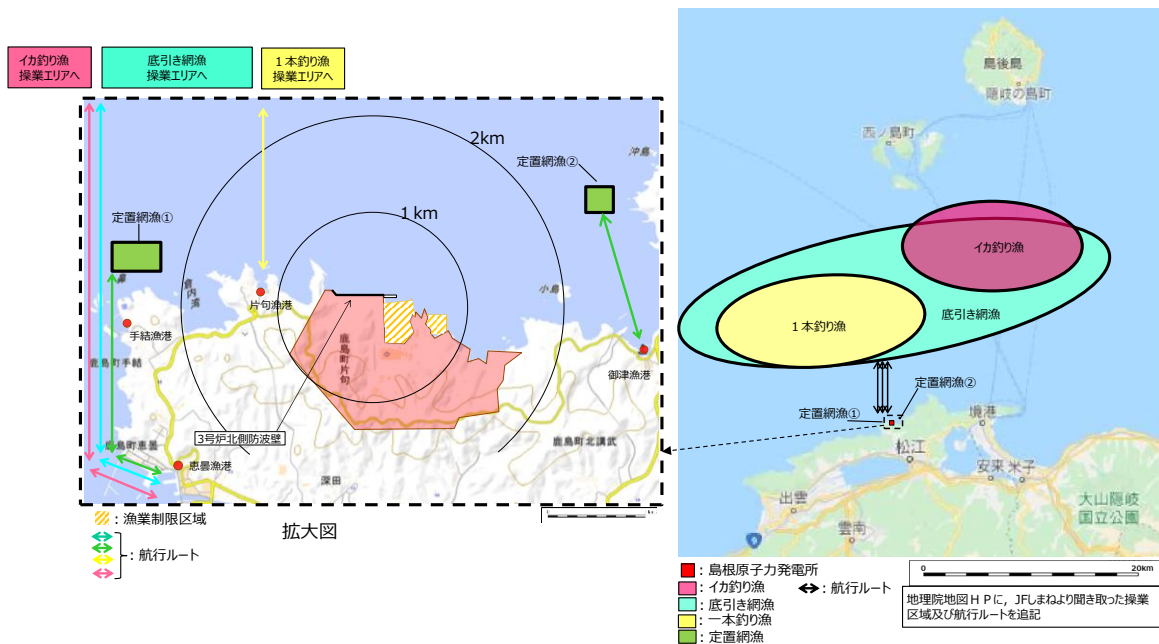 イカ釣り漁
操業エリアへ
底引き網漁
操業エリアへ
1本釣り漁
操業エリアへ
2km
1km
定置網漁①
定置網漁②
沖島
小島
倉内湾
片句漁港
手結漁港
鹿島町手結
鹿島町片句
御津漁港
3号炉北側防波壁
鹿島町恵曇
恵曇漁港
深田
鹿島町北講武
:漁業制限区域
:航行ルート
拡大図
島後島
隠岐の島町
西ノ島町
イカ釣り漁
底引き網漁
1本釣り漁
定置網漁②
定置網漁①
境港
松江
安来
米子
出雲
雲南
大山隠岐
国立公園
9
:島根原子力発電所
:イカ釣り漁
:航行ルート
:底引き網漁
:一本釣り漁
:定置網漁
0
20km
地理院地図HPに,JFしまねより聞き取った操業
区域及び航行ルートを追記